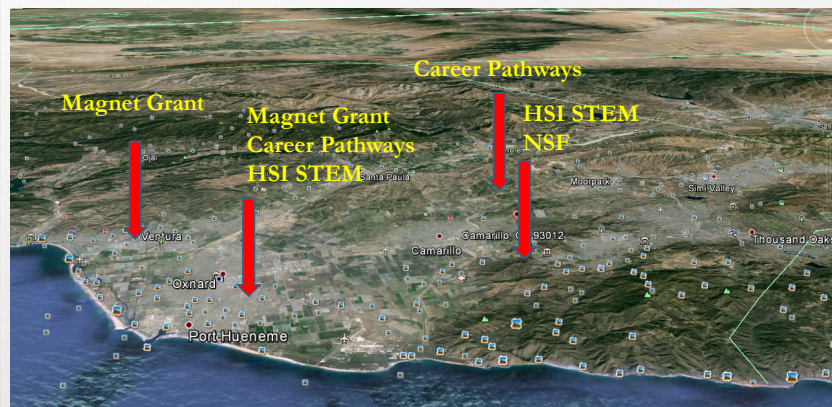 Career Pathways
Magnet Grant
Magnet Grant
Career Pathways
HSI STEM
HSI STEM
NSF
Ojai
Santa Paula
Moorpark
Simi Valley
Ventura
Camarillo
Camarillo, C 93012
Thousand Oaks
Oxnard
Port Hueneme